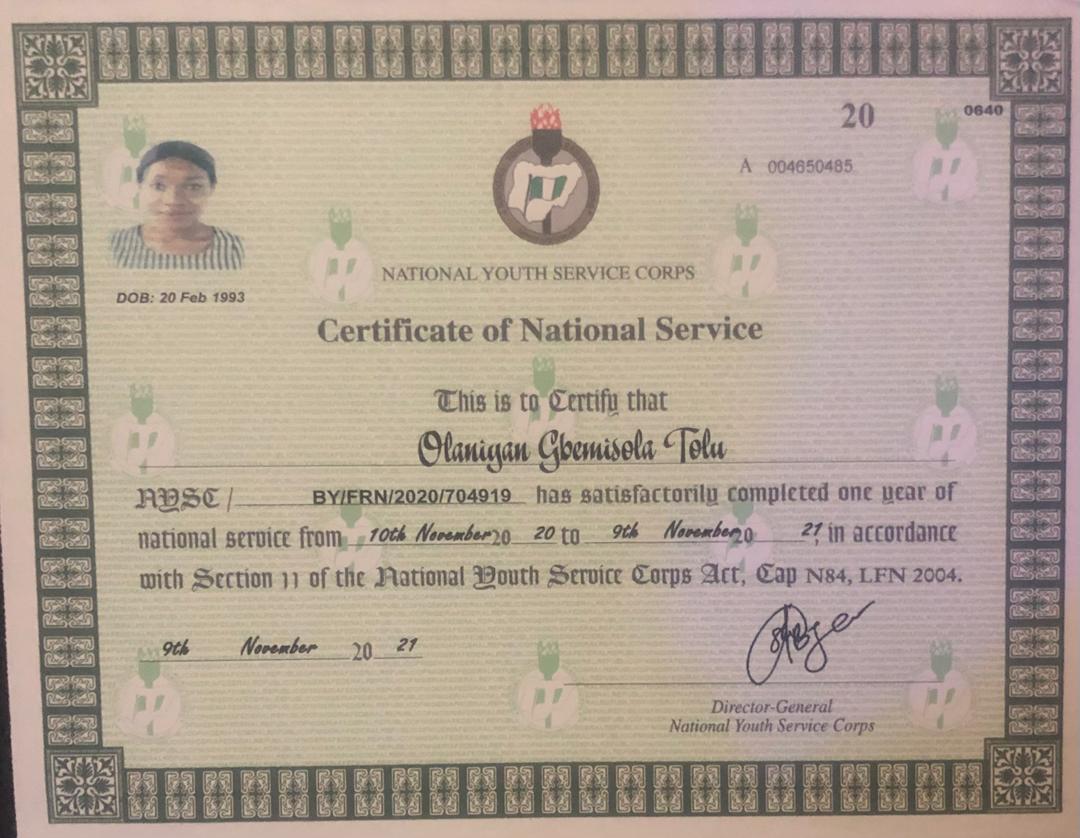 20
0640
A 004650485
DOB: 20 Feb 1993
NATIONAL YOUTH SERVICE CORPS
Certificate of National Service
This is to Certify that
Olaniyan Gbemisola Tolu
NYSC/ BY/FRN/2020/704919 has satisfactorily completed one year of
national service from 10th November 20 20 to 9th November 20 21, in accordance
with Section 11 of the National Youth Service Corps Act, Cap N84, LFN 2004.
9th November 20 21
Director-General
National Youth Service Corps